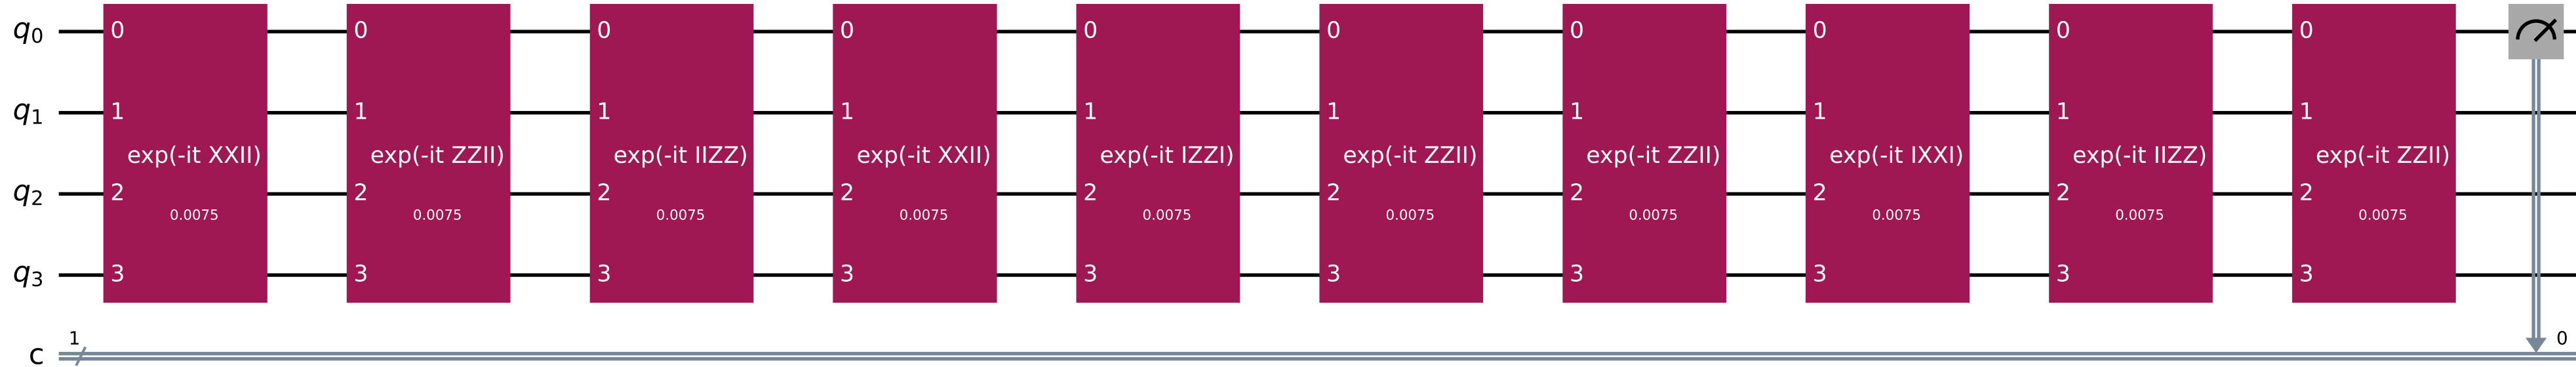 q0 0 0 0 0 0 0 0 0 0 0
q1 1 1 1 1 1 1 1 1 1 1
exp(-it XXII) exp(-it ZZII) exp(-it IIZZ) exp(-it XXII) exp(-it IZZI) exp(-it ZZII) exp(-it ZZII) exp(-it IXXI) exp(-it IIZZ) exp(-it ZZII)
q2 2 2 2 2 2 2 2 2 2 2
0.0075 0.0075 0.0075 0.0075 0.0075 0.0075 0.0075 0.0075 0.0075 0.0075
q3 3 3 3 3 3 3 3 3 3 3
1 0
c